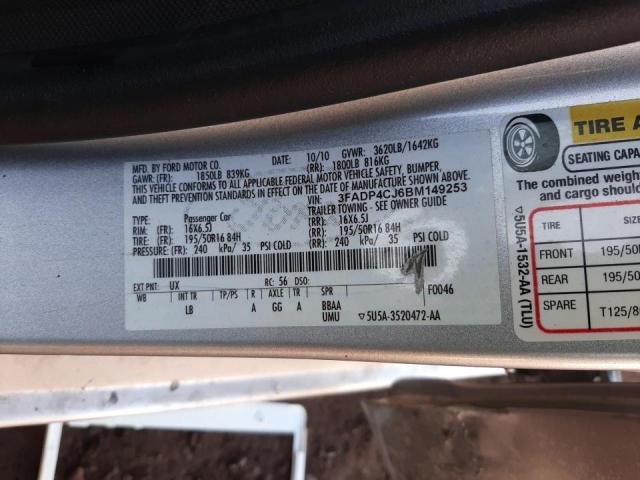 MFD. BY FORD MOTOR CO.
DATE: 10/10 GVWR: 3620LB/1642KG
GAWR: (FR): 1850LB 839KG (RR): 1800LB 816KG
THIS VEHICLE CONFORMS TO ALL APPLICABLE FEDERAL MOTOR VEHICLE SAFETY, BUMPER,
THEFT PREVENTION STANDARDS IN EFFECT ON THE DATE OF MANUFACTURE SHOWN ABOVE.
VIN: 3FADP4CJ6BM149253
TRAILER TOWING - SEE OWNER GUIDE
TYPE: Passenger Car
RIM: (FR): 16X6.5J (RR): 16X6.5J
TIRE: (FR): 195/50R16 84H (RR): 195/50R16 84H
PRESSURE: (FR): 240 kPa/ 35 PSI COLD (RR): 240 kPa/ 35 PSI COLD
EXT PNT: UX RC: 56 DSO: F0046
WB INT TR TP/PS R AXLE TR SPR
LB A GG A BBAA
UMU ▽5U5A-3520472-AA
TIRE A
SEATING CAPA
The combined weight
and cargo should
▽5U5A-1532-AA (TLU)
TIRE SIZE
FRONT 195/50
REAR 195/50
SPARE T125/8